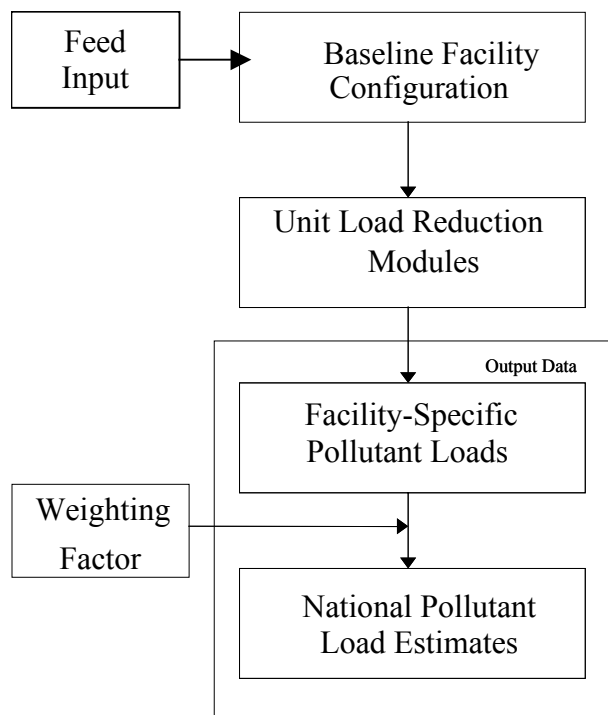 Feed
Input
Baseline Facility
Configuration
Unit Load Reduction
Modules
Output Data
Facility-Specific
Pollutant Loads
Weighting
Factor
National Pollutant
Load Estimates